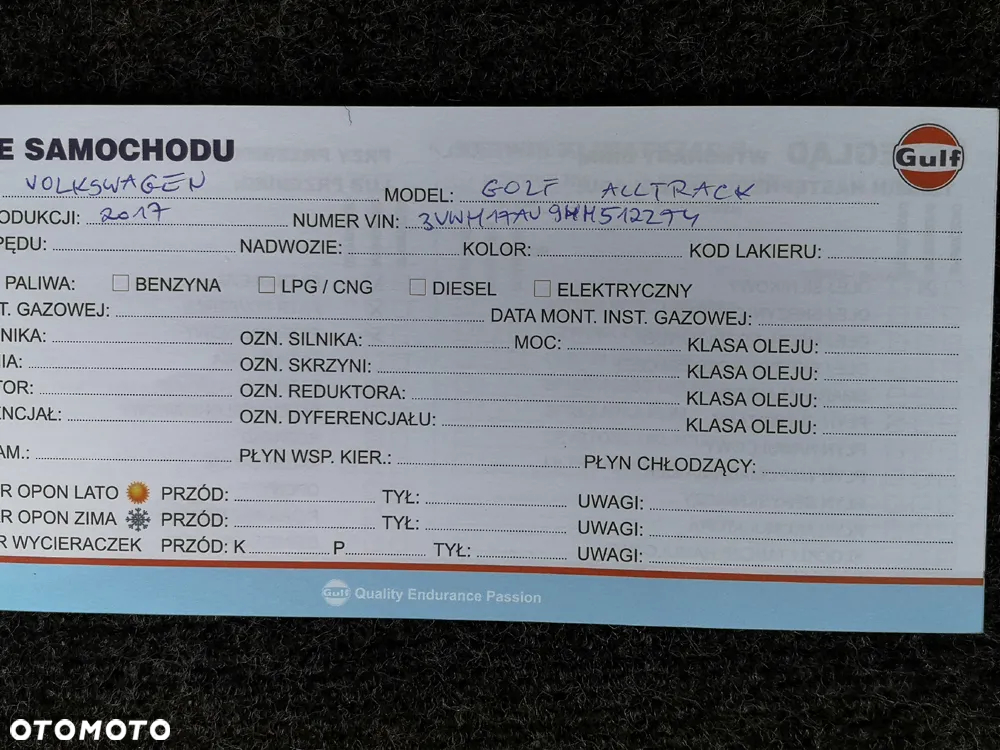 E SAMOCHODU
Gulf
VOLKSWAGEN MODEL: GOLF ALLTRACK
ODUKCJI: 2017 NUMER VIN: 3VWH17AU9HM512274
PĘDU: NADWOZIE: KOLOR: KOD LAKIERU:
PALIWA: BENZYNA LPG / CNG DIESEL ELEKTRYCZNY
T. GAZOWEJ: DATA MONT. INST. GAZOWEJ:
NIKA: OZN. SILNIKA: MOC: KLASA OLEJU:
NIA: OZN. SKRZYNI: KLASA OLEJU:
TOR: OZN. REDUKTORA: KLASA OLEJU:
ENCJAŁ: OZN. DYFERENCJAŁU: KLASA OLEJU:
AM.: PŁYN WSP. KIER.: PŁYN CHŁODZĄCY:
R OPON LATO PRZÓD: TYŁ: UWAGI:
R OPON ZIMA PRZÓD: TYŁ: UWAGI:
R WYCIERACZEK PRZÓD: K P TYŁ: UWAGI:
Gulf Quality Endurance Passion
OTOMOTO